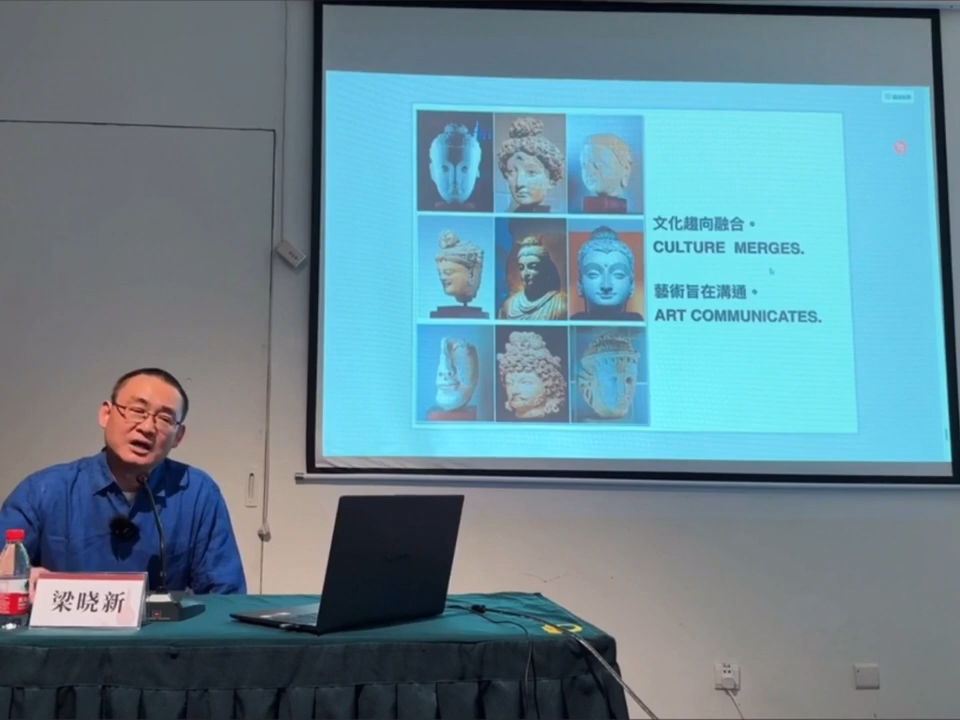 文化趨向融合。
CULTURE MERGES.
藝術旨在溝通。
ART COMMUNICATES.
梁晓新